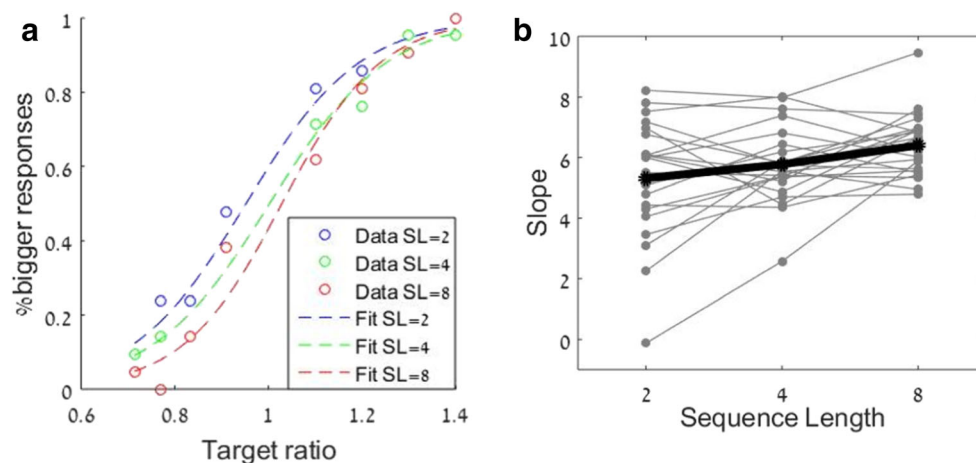 a
1
0.8
0.6
0.4
0.2
0
%bigger responses
0.6 0.8 1 1.2 1.4
Target ratio
Data SL=2
Data SL=4
Data SL=8
Fit SL=2
Fit SL=4
Fit SL=8
b
10
8
6
4
2
0
Slope
2 4 8
Sequence Length